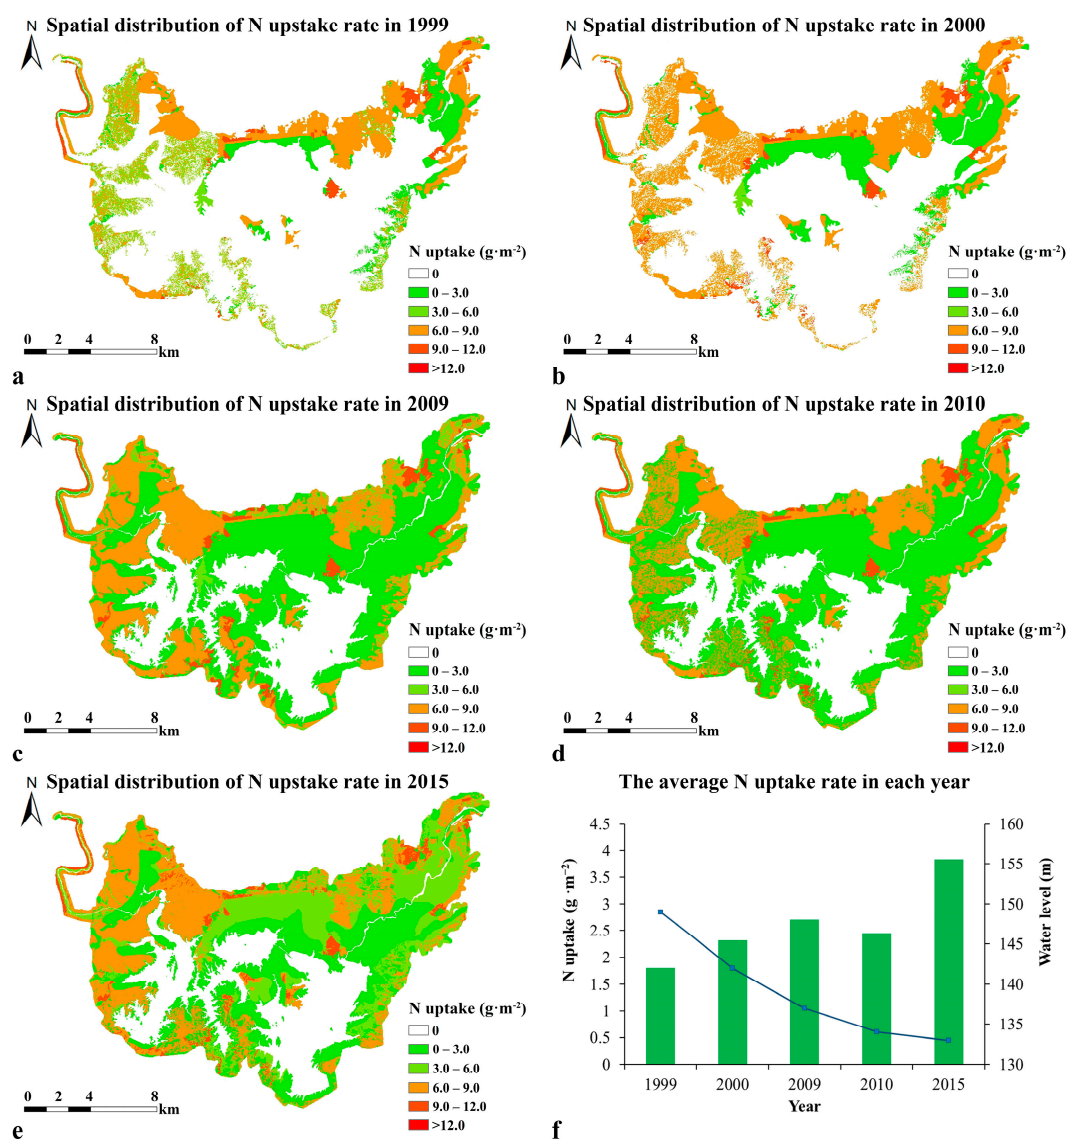 N Spatial distribution of N upstakc ratc in 1999
N uptake (g·m⁻²)
0
0 – 3.0
3.0 – 6.0
6.0 – 9.0
9.0 – 12.0
>12.0
0 2 4 8
km
a
N Spatial distribution of N upstakc ratc in 2000
N uptake (g·m⁻²)
0
0 – 3.0
3.0 – 6.0
6.0 – 9.0
9.0 – 12.0
>12.0
0 2 4 8
km
b
N Spatial distribution of N upstake rate in 2009
N uptake (g·m⁻²)
0
0 – 3.0
3.0 – 6.0
6.0 – 9.0
9.0 – 12.0
>12.0
0 2 4 8
km
c
N Spatial distribution of N upstake rate in 2010
N uptake (g·m⁻²)
0
0 – 3.0
3.0 – 6.0
6.0 – 9.0
9.0 – 12.0
>12.0
0 2 4 8
km
d
N Spatial distribution of N upstake rate in 2015
N uptake (g·m⁻²)
0
0 – 3.0
3.0 – 6.0
6.0 – 9.0
9.0 – 12.0
>12.0
0 2 4 8
km
e
The average N uptake rate in each year
4.5
4
3.5
3
2.5
2
1.5
1
0.5
0
N uptake (g ·m⁻²)
160
155
150
145
140
135
130
Water level (m)
1999 2000 2009 2010 2015
Year
f